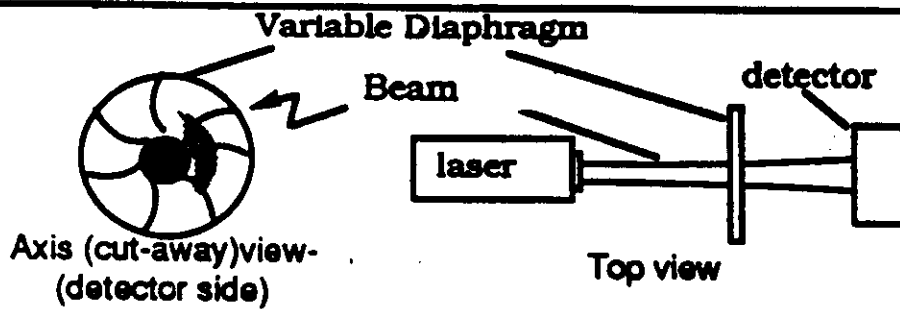 Variable Diaphragm
Beam
detector
laser
Axis (cut-away)view-
(detector side)
Top view